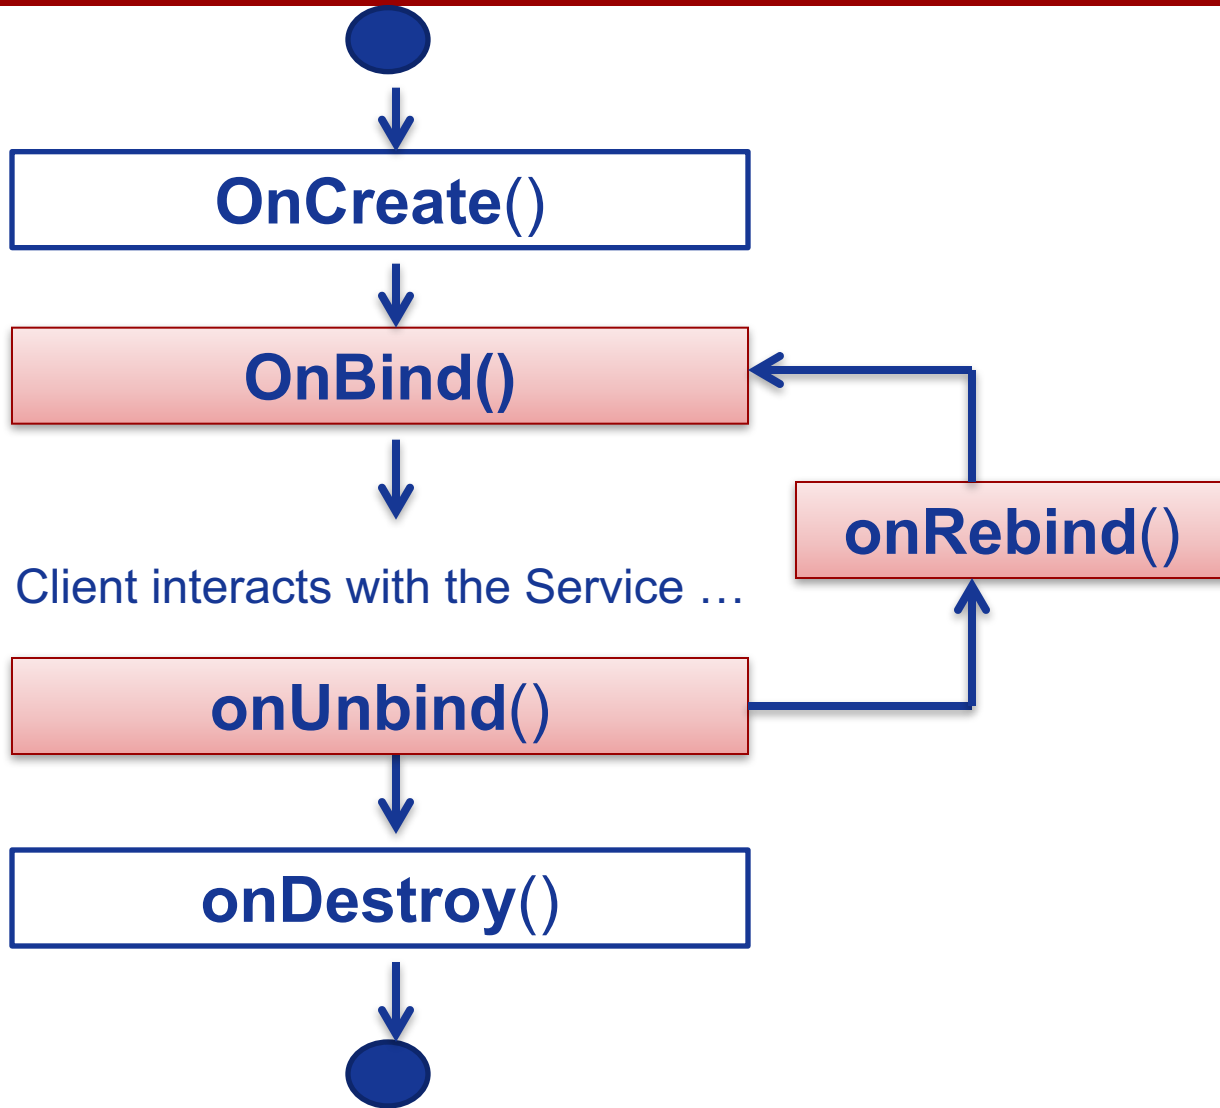 OnCreate()
OnBind()
onRebind()
Client interacts with the Service …
onUnbind()
onDestroy()